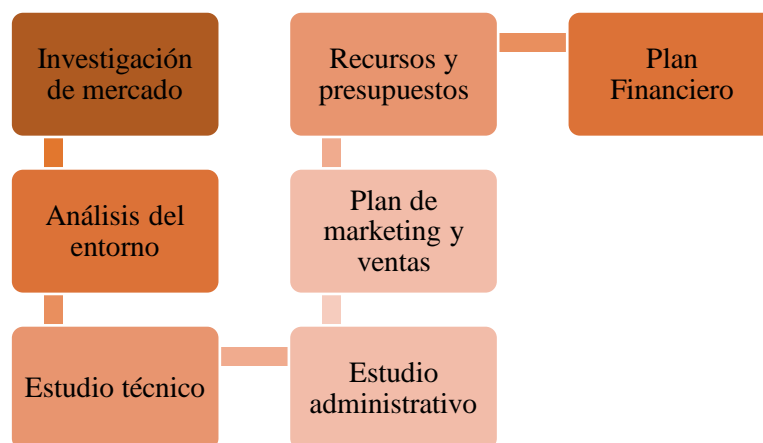 Investigación
de mercado
Análisis del
entorno
Estudio técnico
Estudio
administrativo
Plan de
marketing y
ventas
Recursos y
presupuestos
Plan
Financiero